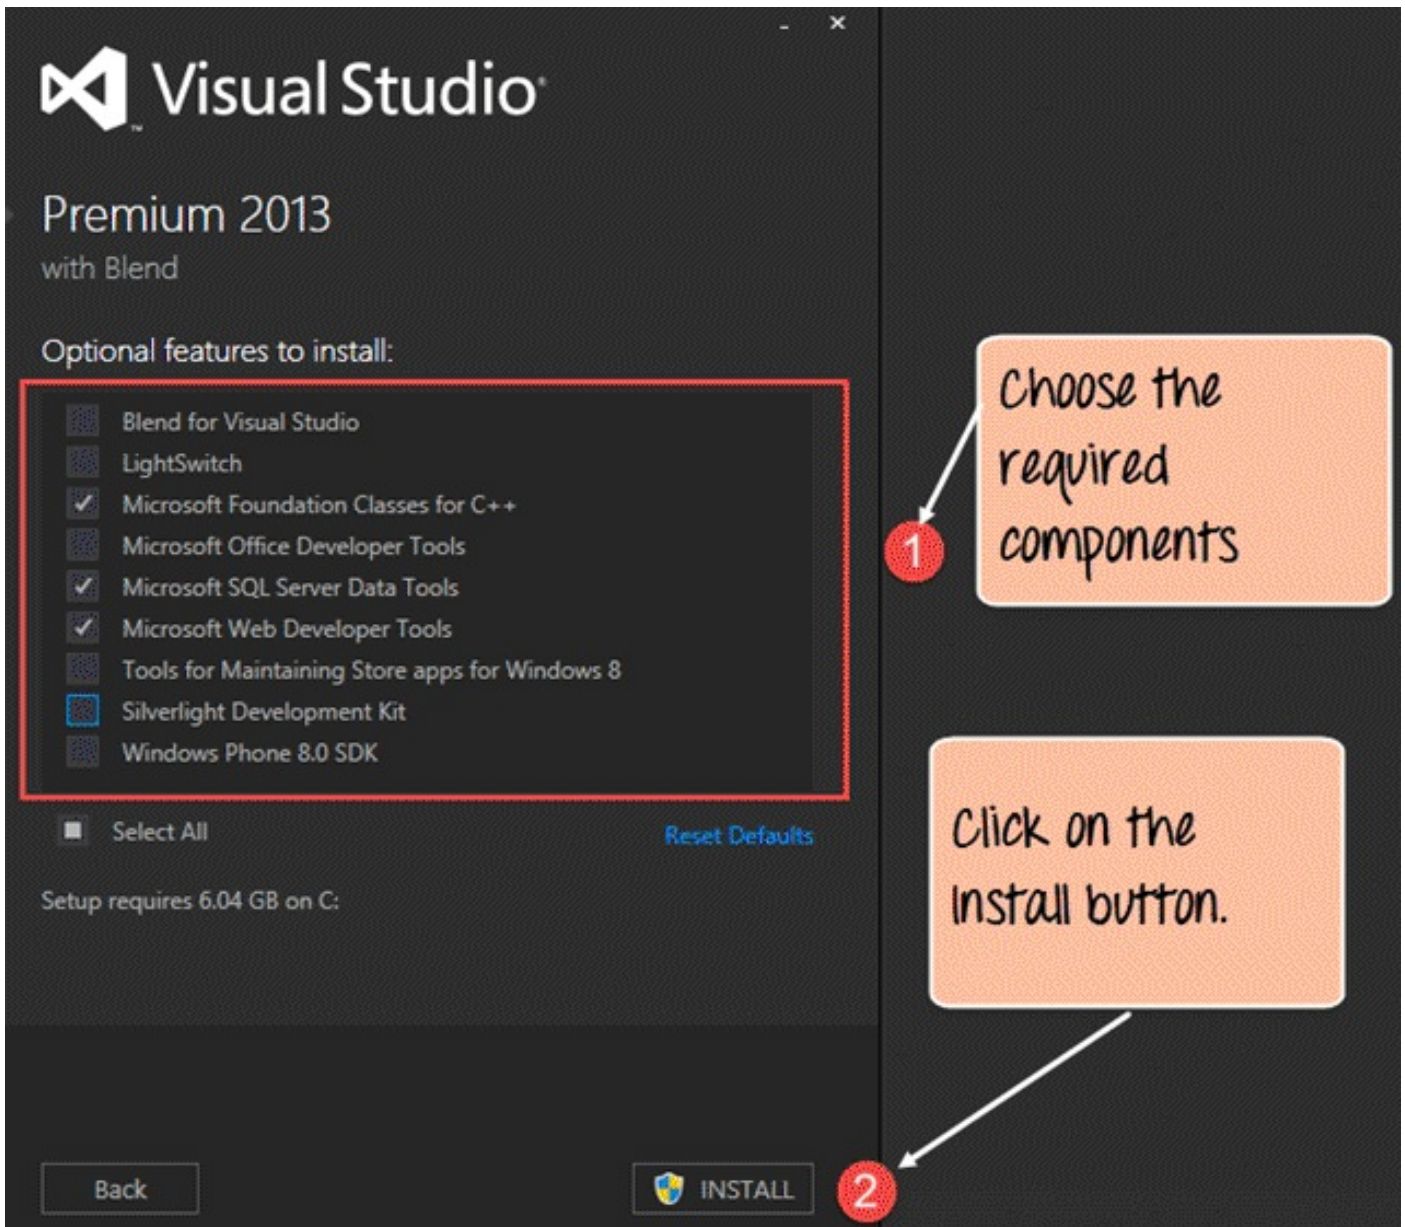 Visual Studio
Premium 2013
with Blend
Optional features to install:
Blend for Visual Studio
LightSwitch
Microsoft Foundation Classes for C++
Microsoft Office Developer Tools
Microsoft SQL Server Data Tools
Microsoft Web Developer Tools
Tools for Maintaining Store apps for Windows 8
Silverlight Development Kit
Windows Phone 8.0 SDK
Select All
Reset Defaults
Setup requires 6.04 GB on C:
Back
INSTALL
1
Choose the
required
components
2
Click on the
Install button.